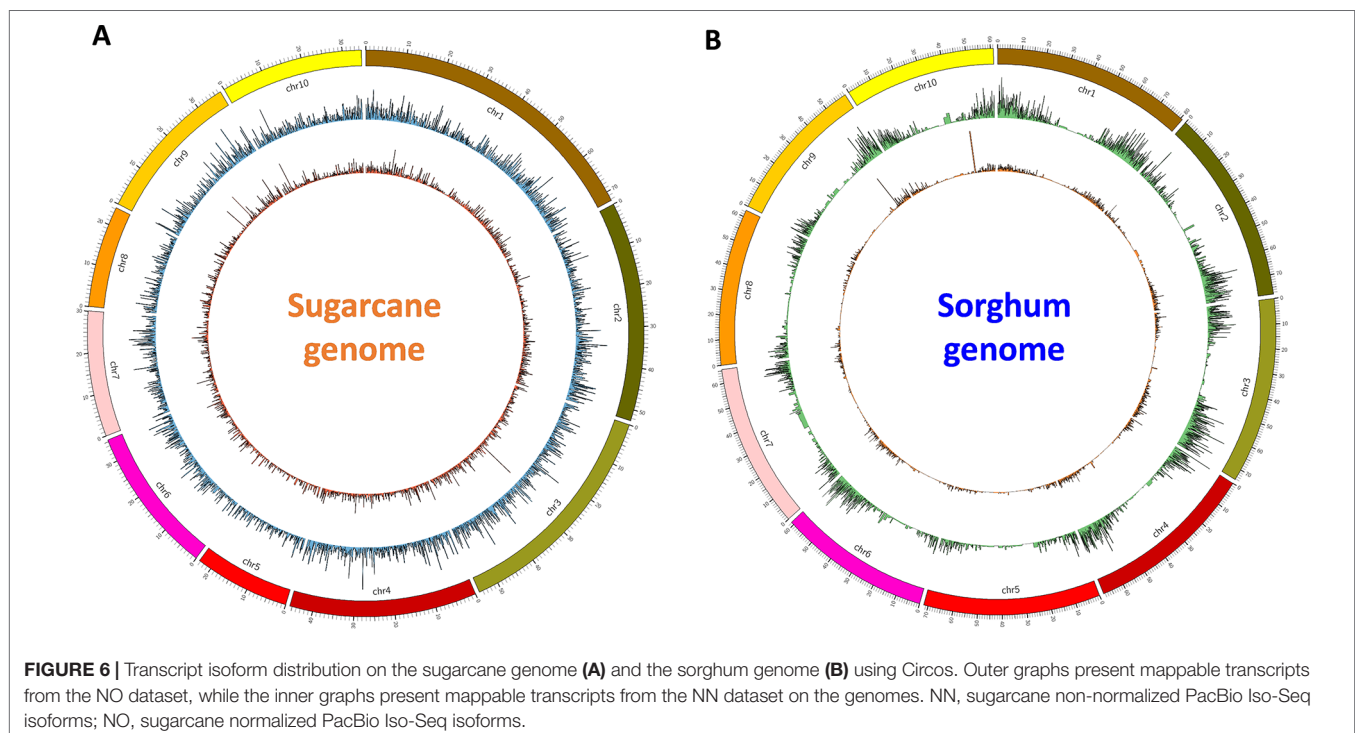 A
B
chr1
chr2
chr3
chr4
chr5
chr6
chr7
chr8
chr9
chr10
Sugarcane
genome
chr1
chr2
chr3
chr4
chr5
chr6
chr7
chr8
chr9
chr10
Sorghum
genome
FIGURE 6 | Transcript isoform distribution on the sugarcane genome (A) and the sorghum genome (B) using Circos. Outer graphs present mappable transcripts
from the NO dataset, while the inner graphs present mappable transcripts from the NN dataset on the genomes. NN, sugarcane non-normalized PacBio Iso-Seq
isoforms; NO, sugarcane normalized PacBio Iso-Seq isoforms.